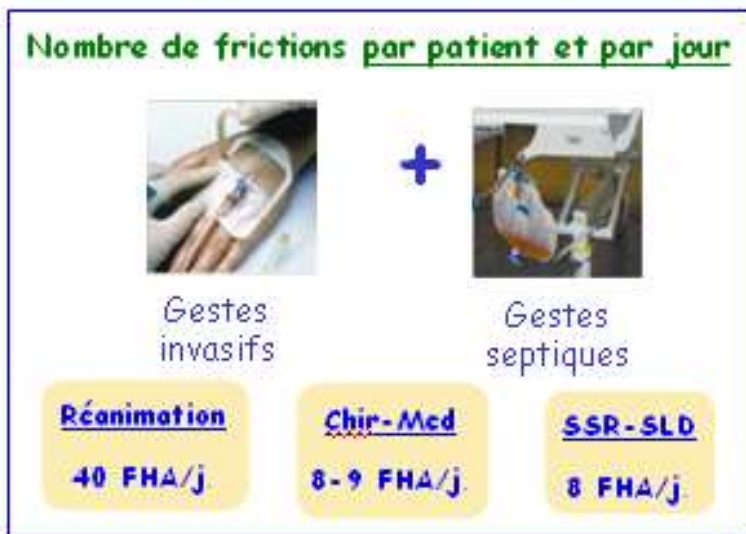 Nombre de frictions par patient et par jour
+
Gestes
invasifs
Gestes
septiques
Réanimation
40 FHA/j.
Chir-Med
8-9 FHA/j.
SSR-SLD
8 FHA/j.